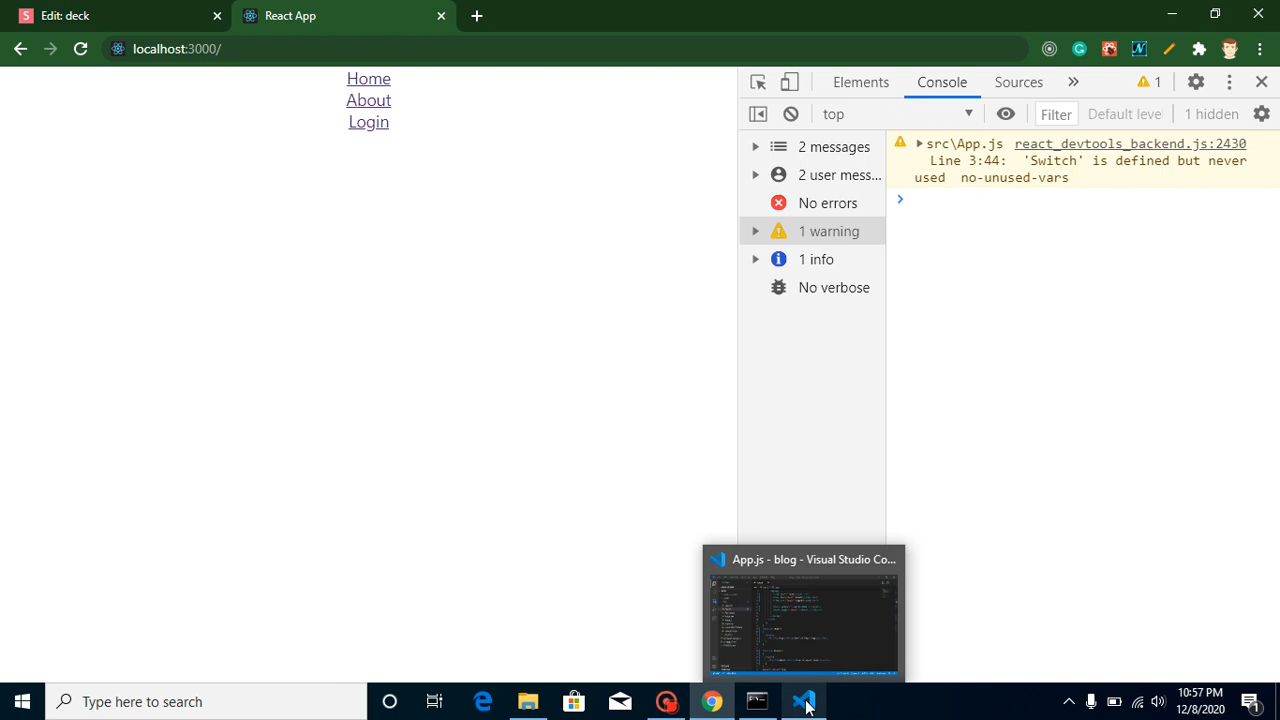 Edit: deck
React App
localhost:3000/
Home
About
Login
Elements
Console
Sources
1
top
Filter
Default leve
1 hidden
2 messages
2 user mess...
No errors
1 warning
1 info
No verbose
src\App.js react_devtools_backend.js:2430
Line 3:44: 'Switch' is defined but never
used no-unused-vars
App.js - blog - Visual Studio Co...
Type here to search
10:57 PM
12/8/2020
1